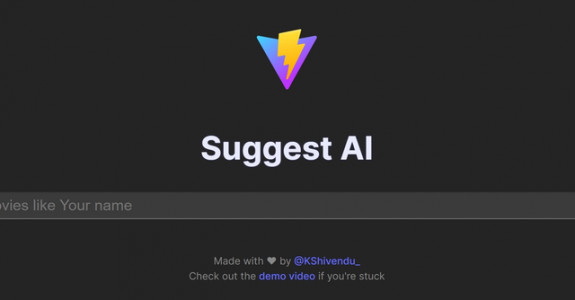 Suggest AI
ovies like Your name
Made with ❤ by @KShivendu_
Check out the demo video if you're stuck